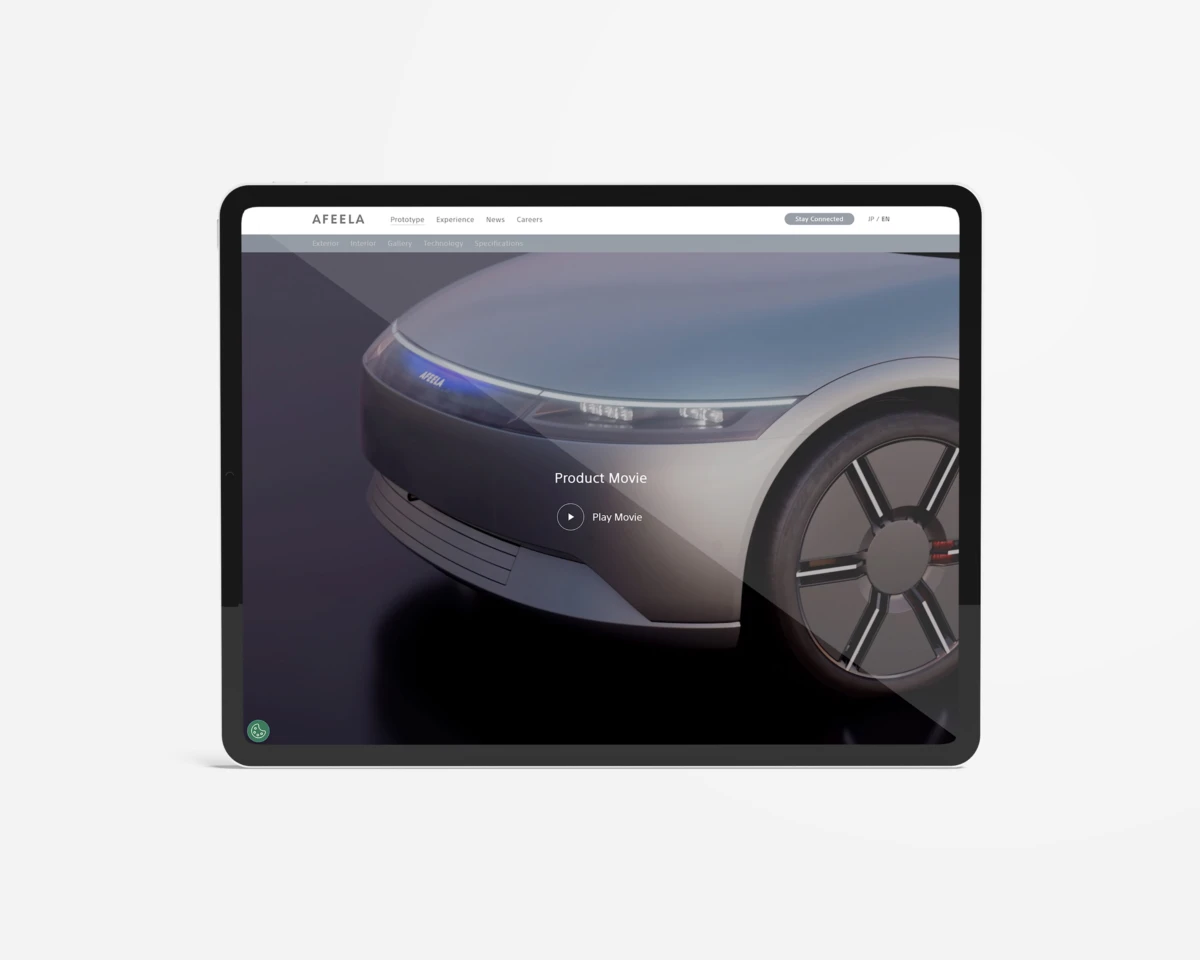 AFEELA Prototype Experience News Careers Stay Connected JP / EN
Exterior Interior Gallery Technology Specifications
AFEELA
Product Movie
Play Movie